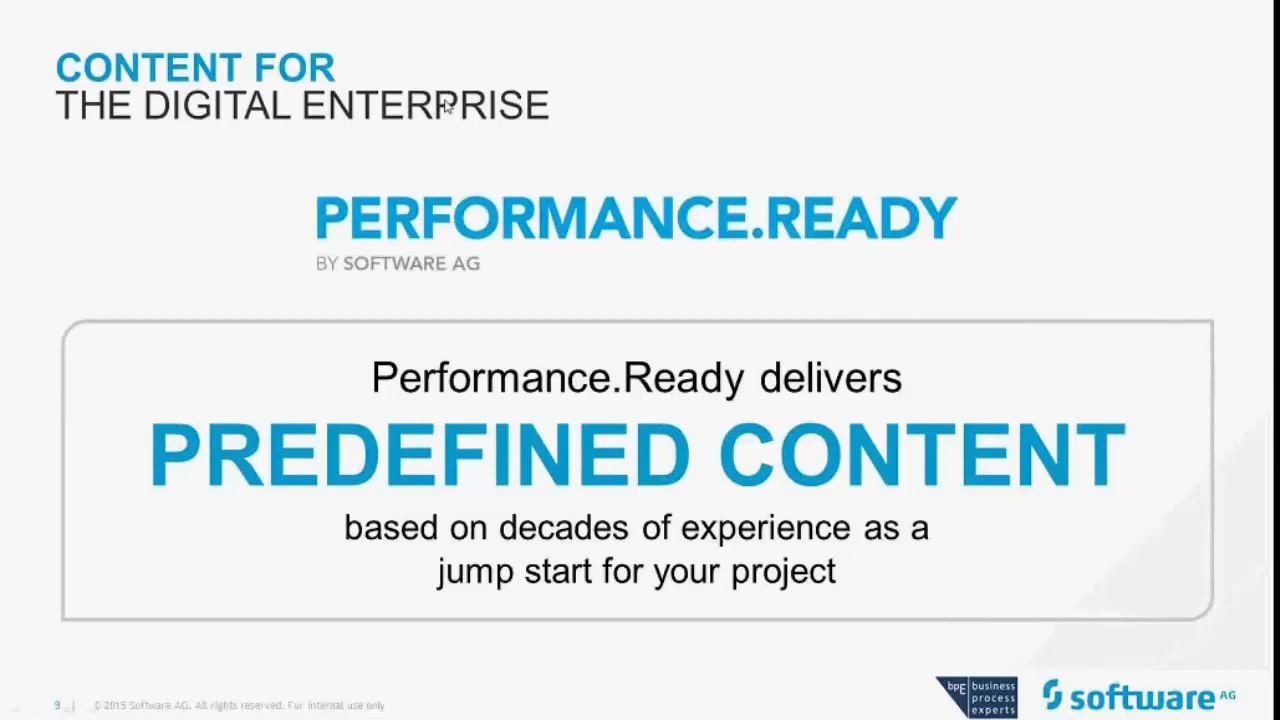 CONTENT FOR
THE DIGITAL ENTERPRISE
PERFORMANCE.READY
BY SOFTWARE AG
Performance.Ready delivers
PREDEFINED CONTENT
based on decades of experience as a
jump start for your project
9 | © 2015 Software AG. All rights reserved. For internal use only
bpE business
process
experts
software AG